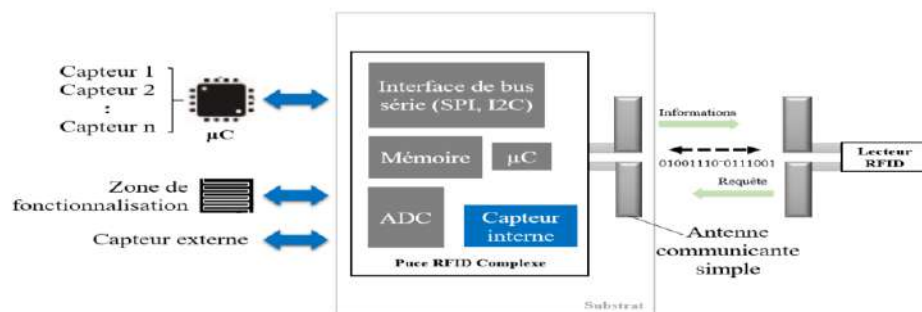 Capteur 1
Capteur 2
:
Capteur n
µC
Zone de
fonctionnalisation
Capteur externe
Interface de bus
série (SPI, I2C)
Mémoire
µC
ADC
Capteur
interne
Puce RFID Complexe
Substrat
Informations
01001110-0111001
Requête
Antenne
communicante
simple
Lecteur
RFID